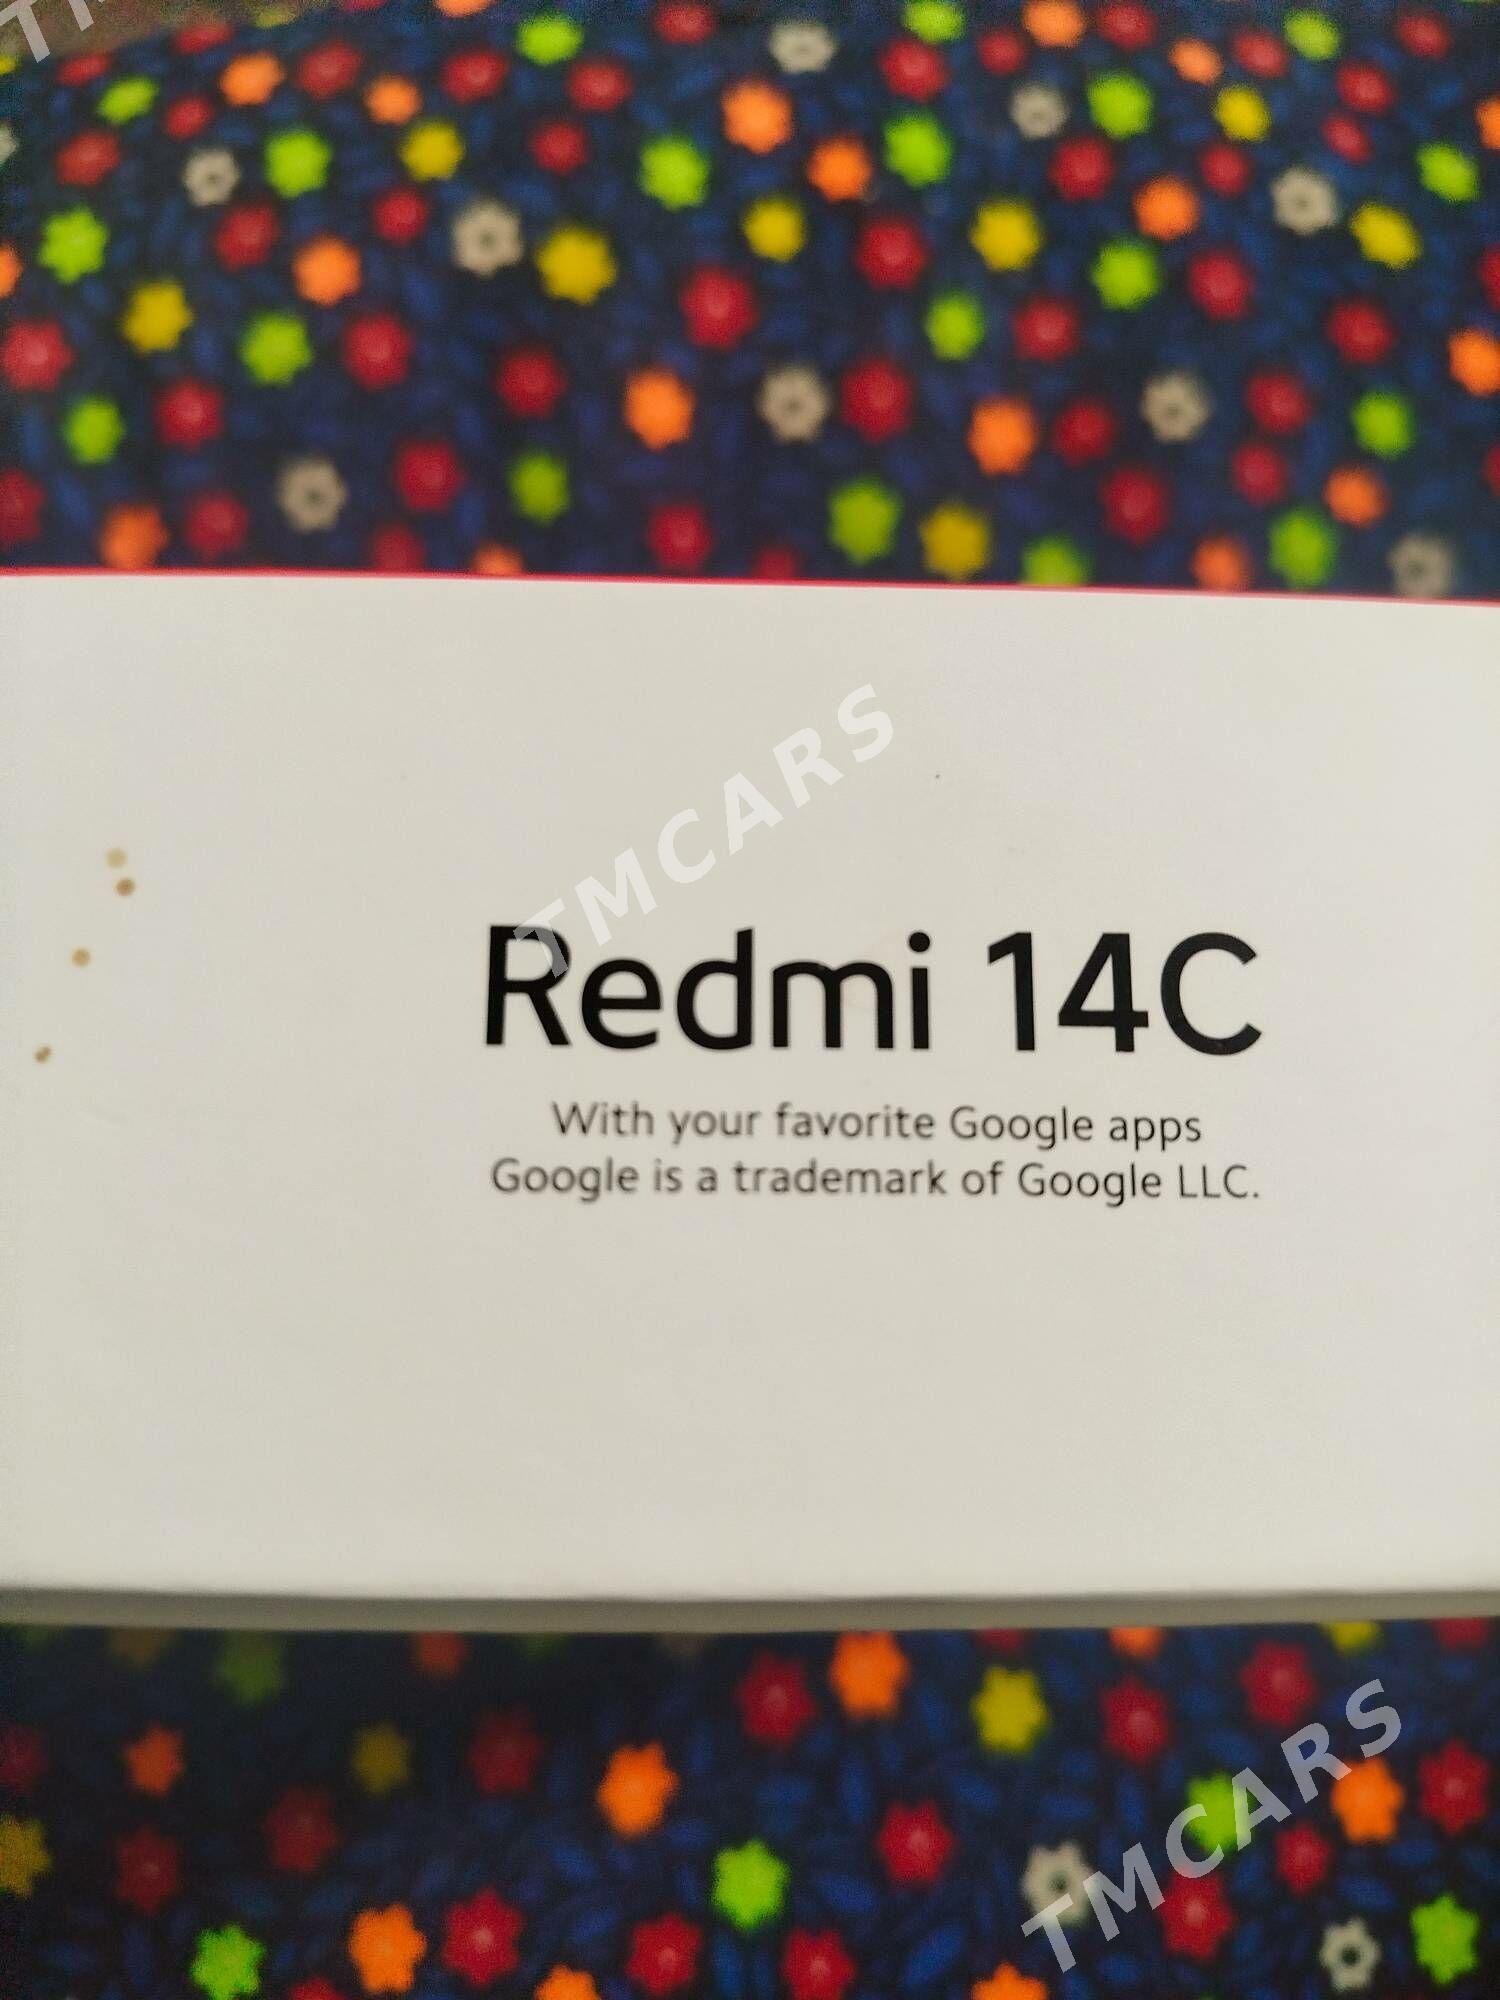 TMCARS
Redmi 14C
With your favorite Google apps
Google is a trademark of Google LLC.
TMCARS